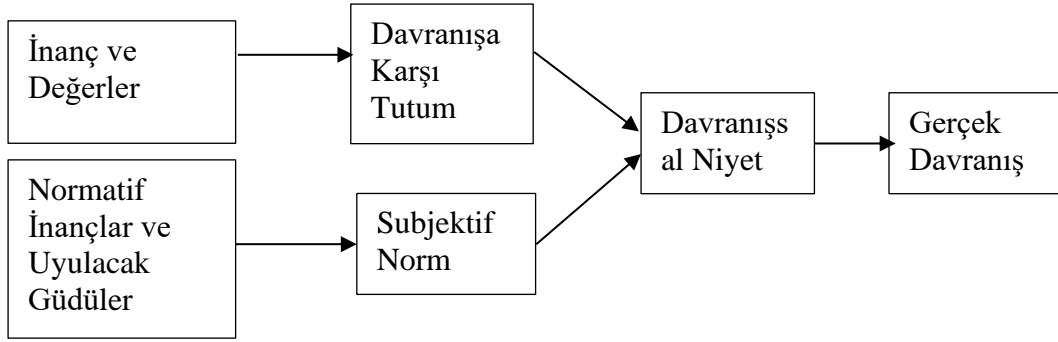 İnanç ve
Değerler
Davranışa
Karşı
Tutum
Normatif
İnançlar ve
Uyulacak
Güdüler
Subjektif
Norm
Davranışs
al Niyet
Gerçek
Davranış